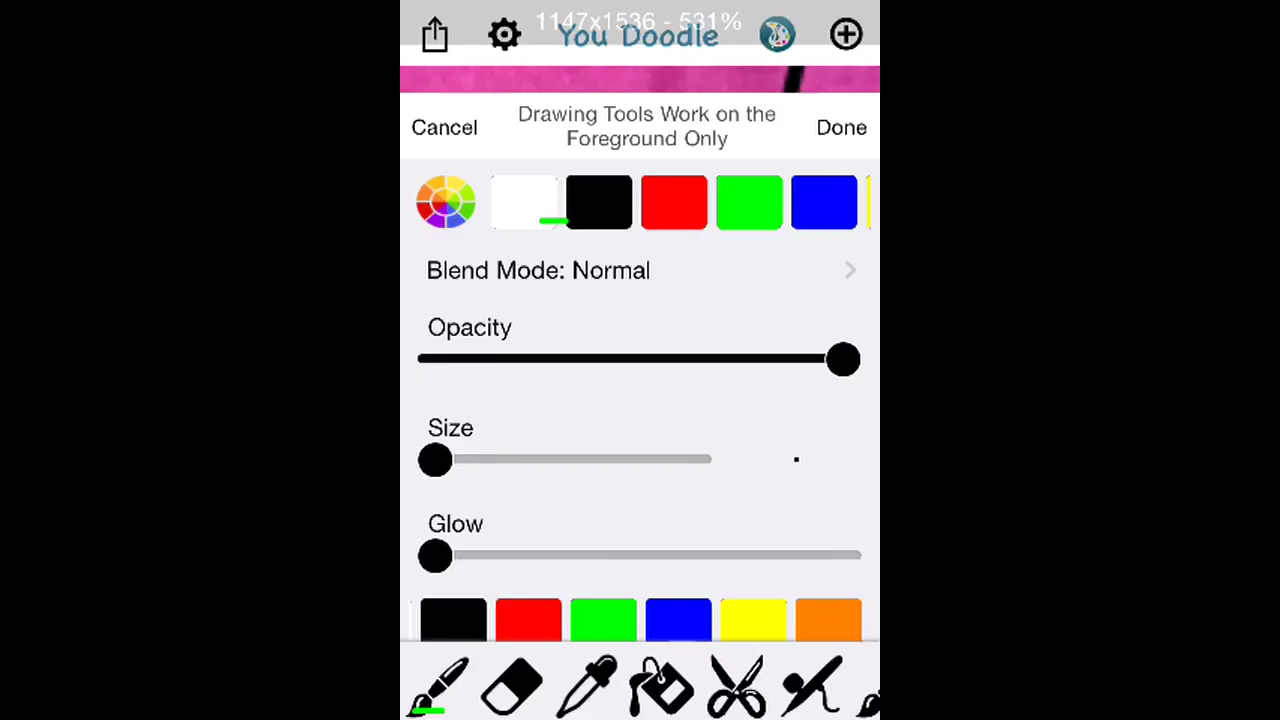 1147x1536 - 531%
You Doodle
Cancel
Drawing Tools Work on the
Foreground Only
Done
Blend Mode: Normal
Opacity
Size
Glow